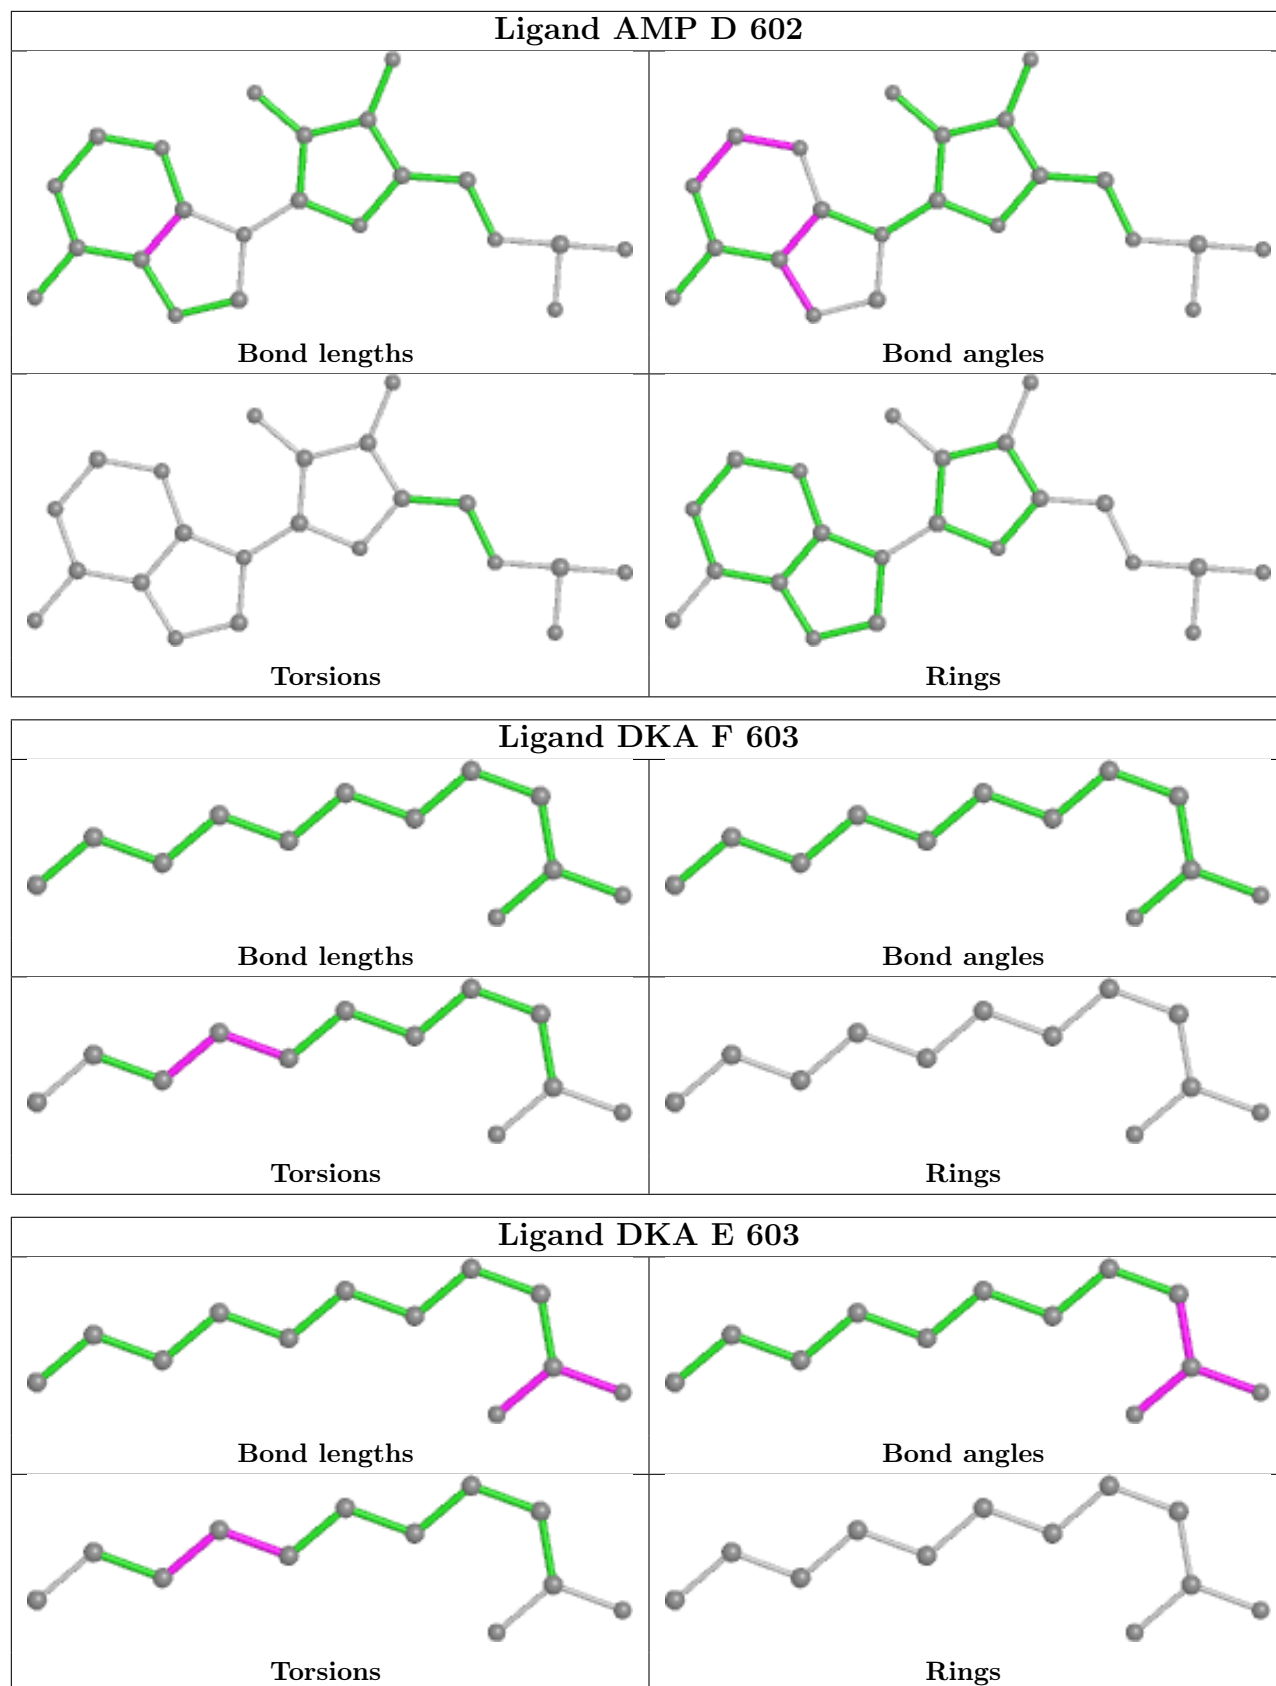 Ligand AMP D 602
Bond lengths
Bond angles
Torsions
Rings
Ligand DKA F 603
Bond lengths
Bond angles
Torsions
Rings
Ligand DKA E 603
Bond lengths
Bond angles
Torsions
Rings